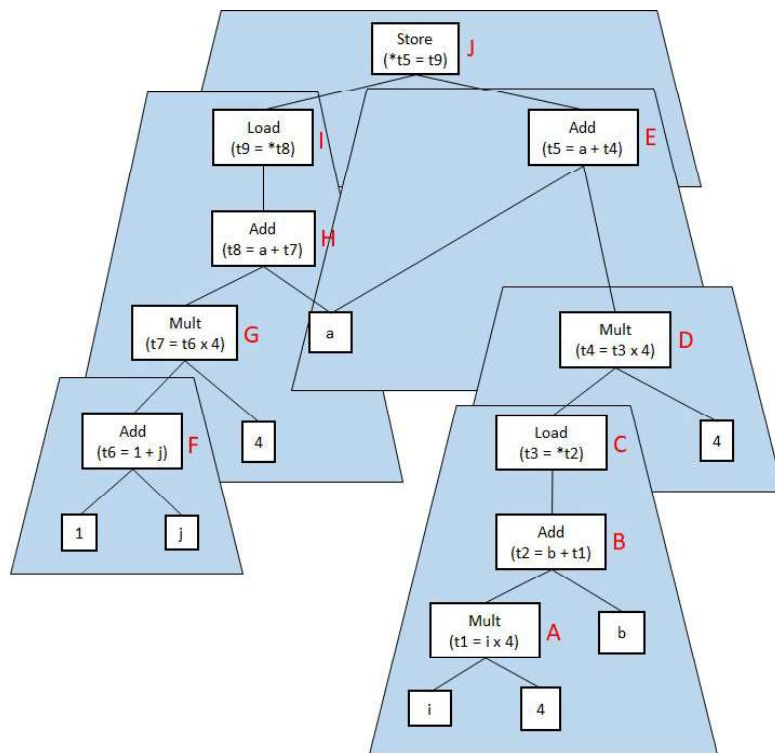 Store
(*t5 = t9)
J
Load
(t9 = *t8)
I
Add
(t5 = a + t4)
E
Add
(t8 = a + t7)
H
Mult
(t7 = t6 x 4)
G
a
Mult
(t4 = t3 x 4)
D
Add
(t6 = 1 + j)
F
4
Load
(t3 = *t2)
C
4
1
j
Add
(t2 = b + t1)
B
Mult
(t1 = i x 4)
A
b
i
4